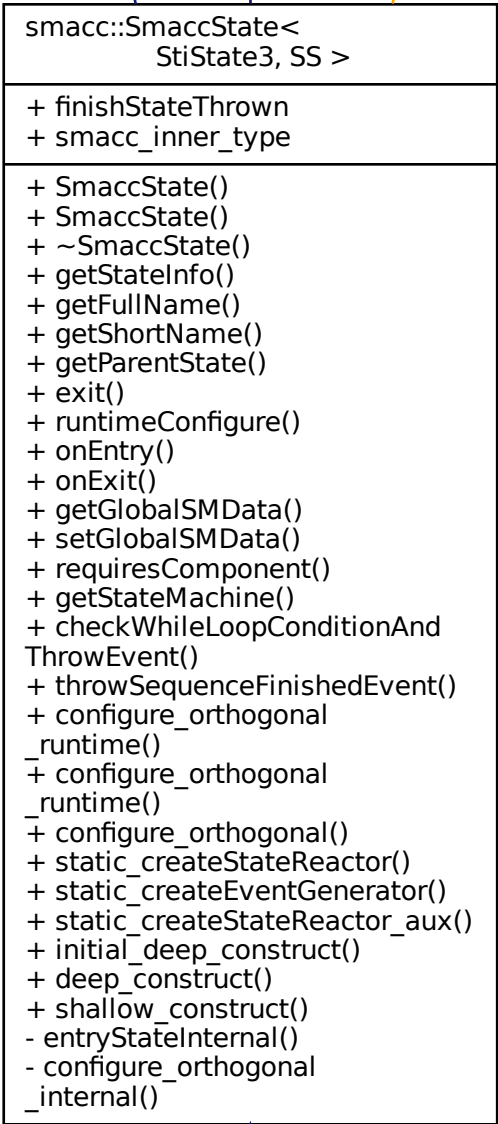 smacc::SmaccState<
StiState3, SS >
+ finishStateThrown
+ smacc_inner_type
+ SmaccState()
+ SmaccState()
+ ~SmaccState()
+ getStateInfo()
+ getFullName()
+ getShortName()
+ getParentState()
+ exit()
+ runtimeConfigure()
+ onEntry()
+ onExit()
+ getGlobalSMData()
+ setGlobalSMData()
+ requiresComponent()
+ getStateMachine()
+ checkWhileLoopConditionAnd
ThrowEvent()
+ throwSequenceFinishedEvent()
+ configure_orthogonal
_runtime()
+ configure_orthogonal
_runtime()
+ configure_orthogonal()
+ static_createStateReactor()
+ static_createEventGenerator()
+ static_createStateReactor_aux()
+ initial_deep_construct()
+ deep_construct()
+ shallow_construct()
- entryStateInternal()
- configure_orthogonal
_internal()